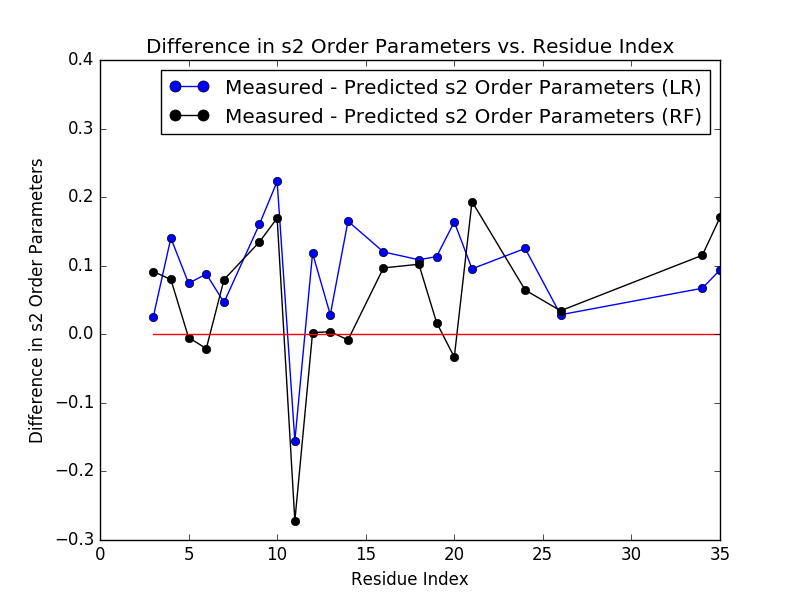 Difference in s2 Order Parameters vs. Residue Index
Measured - Predicted s2 Order Parameters (LR)
Measured - Predicted s2 Order Parameters (RF)
Difference in s2 Order Parameters
0.4
0.3
0.2
0.1
0.0
−0.1
−0.2
−0.3
0 5 10 15 20 25 30 35
Residue Index